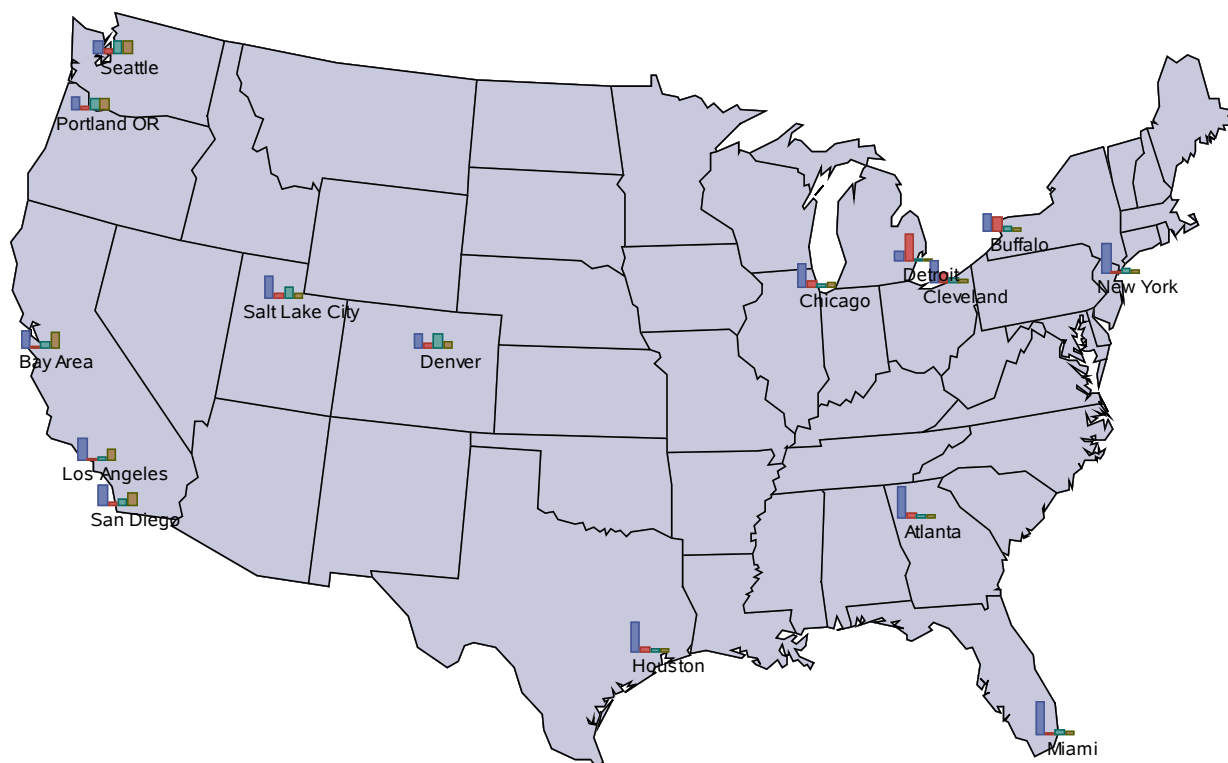 Seattle
Portland OR
Buffalo
Detroit
New York
Cleveland
Chicago
Salt Lake City
Bay Area
Denver
Los Angeles
San Diego
Atlanta
Houston
Miami